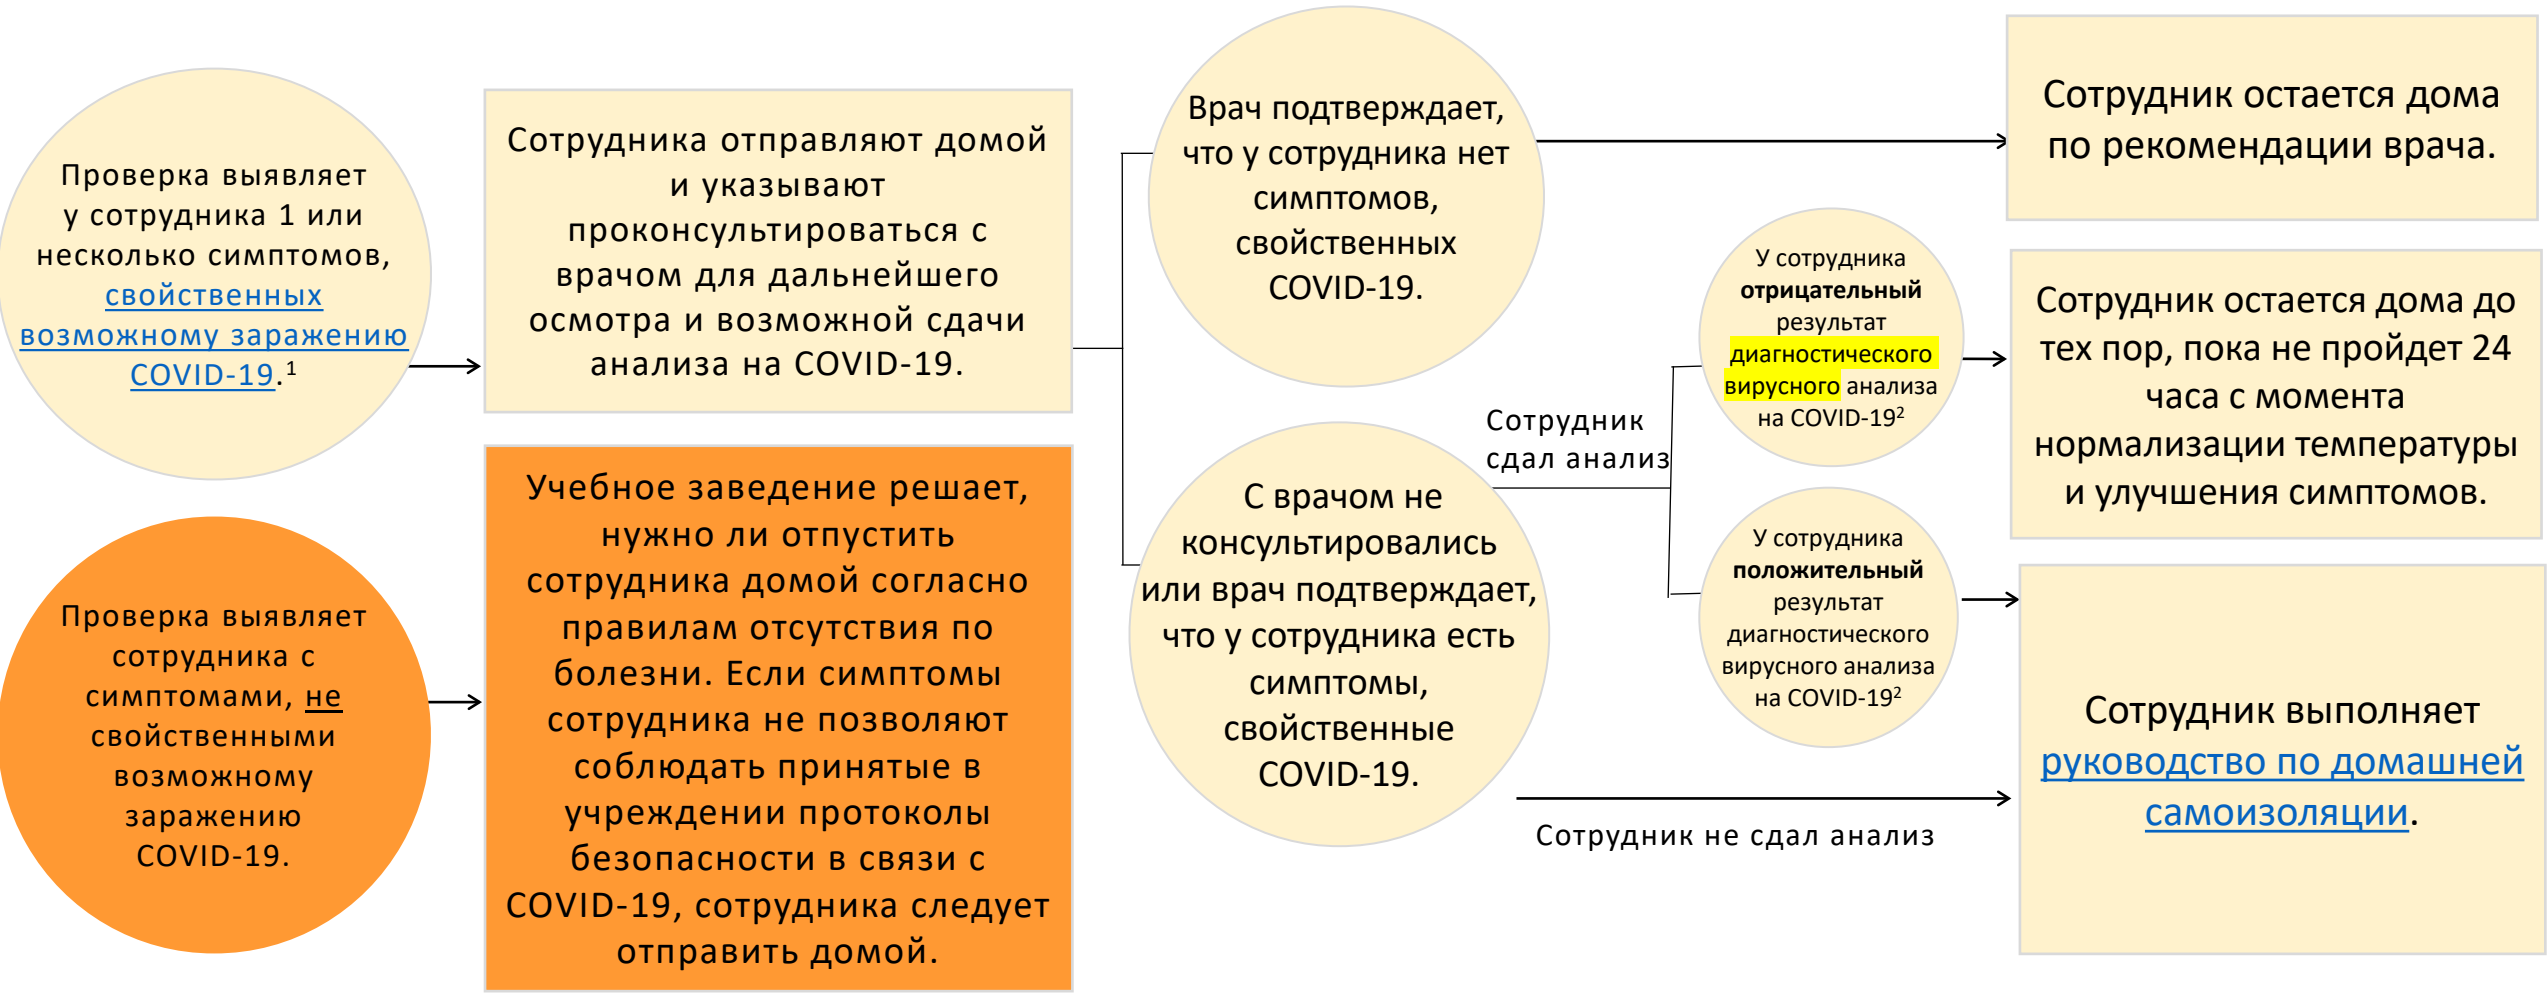 Проверка выявляет
у сотрудника 1 или
несколько симптомов,
свойственных
возможному заражению
COVID-19.¹
Сотрудника отправляют домой
и указывают
проконсультироваться с
врачом для дальнейшего
осмотра и возможной сдачи
анализа на COVID-19.
Врач подтверждает,
что у сотрудника нет
симптомов,
свойственных
COVID-19.
Сотрудник остается дома
по рекомендации врача.
С врачом не
консультировались
или врач подтверждает,
что у сотрудника есть
симптомы,
свойственные
COVID-19.
Сотрудник
сдал анализ
У сотрудника
отрицательный
результат
диагностического
вирусного анализа
на COVID-19²
Сотрудник остается дома до
тех пор, пока не пройдет 24
часа с момента
нормализации температуры
и улучшения симптомов.
У сотрудника
положительный
результат
диагностического
вирусного анализа
на COVID-19²
Сотрудник не сдал анализ
Сотрудник выполняет
руководство по домашней
самоизоляции.
Проверка выявляет
сотрудника с
симптомами, не
свойственными
возможному
заражению
COVID-19.
Учебное заведение решает,
нужно ли отпустить
сотрудника домой согласно
правилам отсутствия по
болезни. Если симптомы
сотрудника не позволяют
соблюдать принятые в
учреждении протоколы
безопасности в связи с
COVID-19, сотрудника следует
отправить домой.